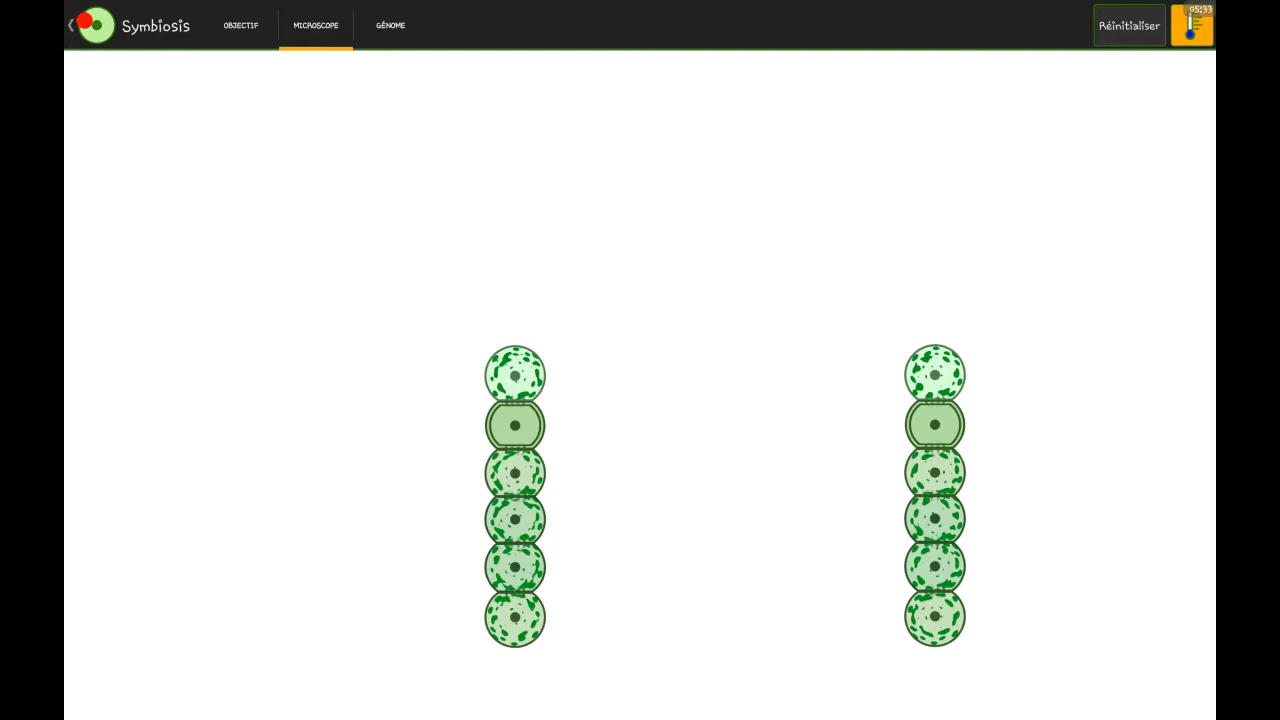 Symbiosis
OBJECTIF
MICROSCOPE
GÉNOME
Réinitialiser
05:33